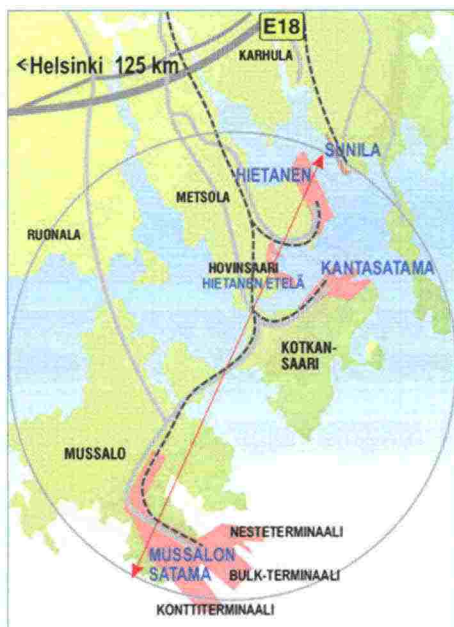 E18
<Helsinki 125 km
KARHULA
SUNILA
HIETANEN
METSOLA
RUONALA
HOVINSAARI
KANTASATAMA
HIETANEN ETELÄ
KOTKAN-
SAARI
MUSSALO
NESTETERMINAALI
MUSSALON
SATAMA
BULK-TERMINAALI
KONTTITERMINAALI